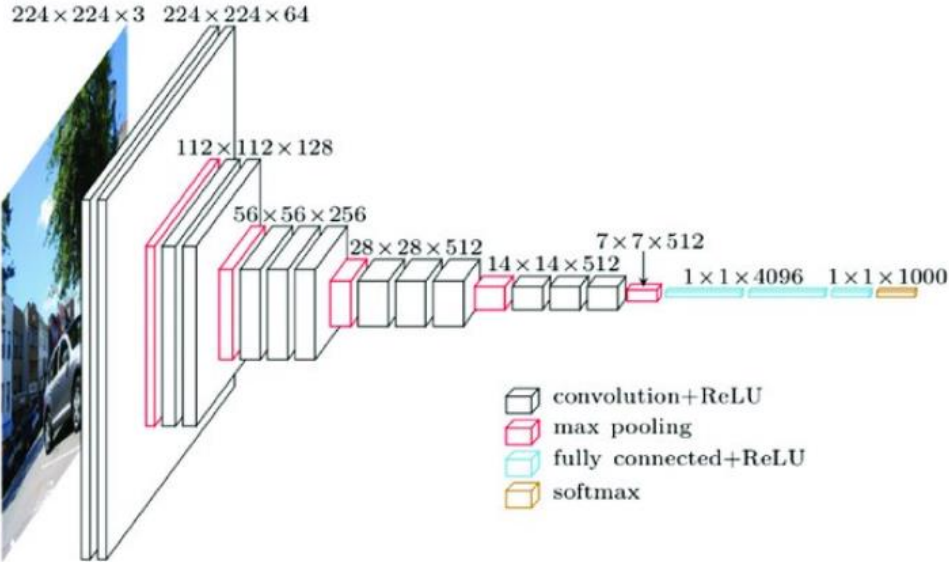 224×224×3 224×224×64
112×112×128
56×56×256
28×28×512
14×14×512
7×7×512
1×1×4096 1×1×1000
convolution+ReLU
max pooling
fully connected+ReLU
softmax